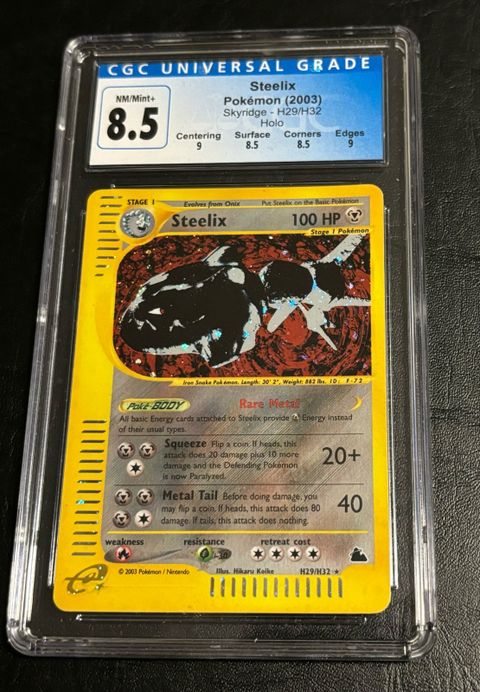 CGC UNIVERSAL GRADE
NM/Mint+
8.5
Steelix
Pokémon (2003)
Skyridge - H29/H32
Holo
Centering Surface Corners Edges
9 8.5 8.5 9
STAGE 1 Evolves from Onix Put Steelix on the Basic Pokémon
Steelix 100 HP
Stage 1 Pokémon
Iron Snake Pokémon. Length: 30' 2", Weight: 882 lbs. ID: F-72
Poké-BODY Rare Metal
All basic Energy cards attached to Steelix provide Energy instead
of their usual types.
Squeeze Flip a coin. If heads, this
attack does 20 damage plus 10 more
damage and the Defending Pokémon
is now Paralyzed.
20+
Metal Tail Before doing damage, you
may flip a coin. If heads, this attack does 80
damage. If tails, this attack does nothing.
40
weakness resistance retreat cost
-30
e
© 2003 Pokémon / Nintendo Illus. Hikaru Koike H29/H32 ★